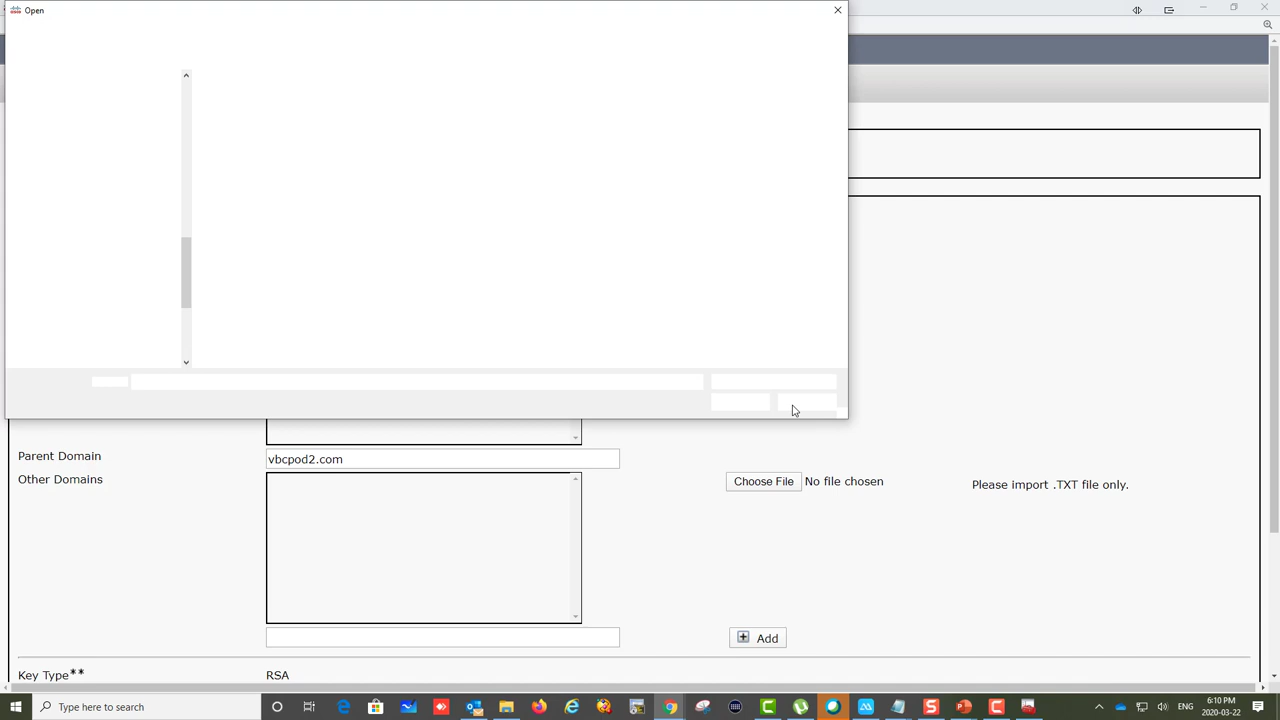 Open
Parent Domain
vbcpod2.com
Other Domains
Choose File No file chosen
Please import .TXT file only.
Add
Key Type**
RSA
Type here to search
ENG
6:10 PM
2020-03-22